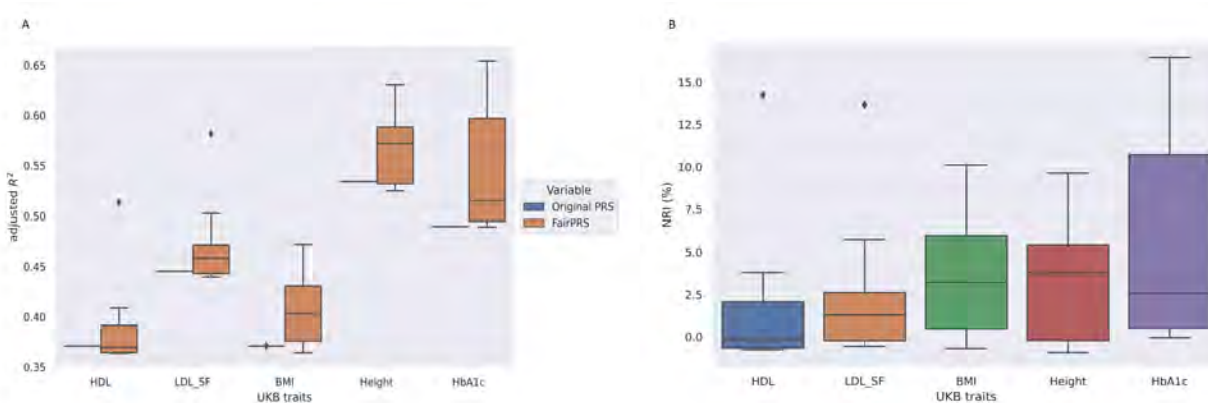 A
adjusted R²
0.65
0.60
0.55
0.50
0.45
0.40
0.35
HDL
LDL_SF
BMI
Height
HbA1c
UKB traits
Variable
Original PRS
FairPRS
B
NRI (%)
15.0
12.5
10.0
7.5
5.0
2.5
0.0
HDL
LDL_SF
BMI
Height
HbA1c
UKB traits